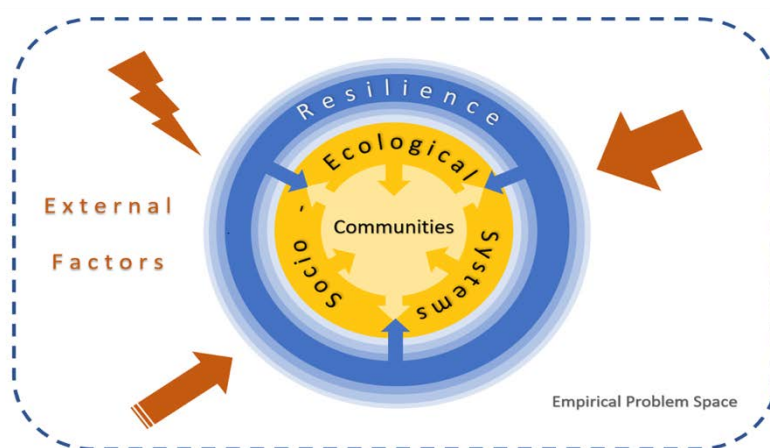 Resilience
Socio - Ecological Systems
Communities
External
Factors
Empirical Problem Space